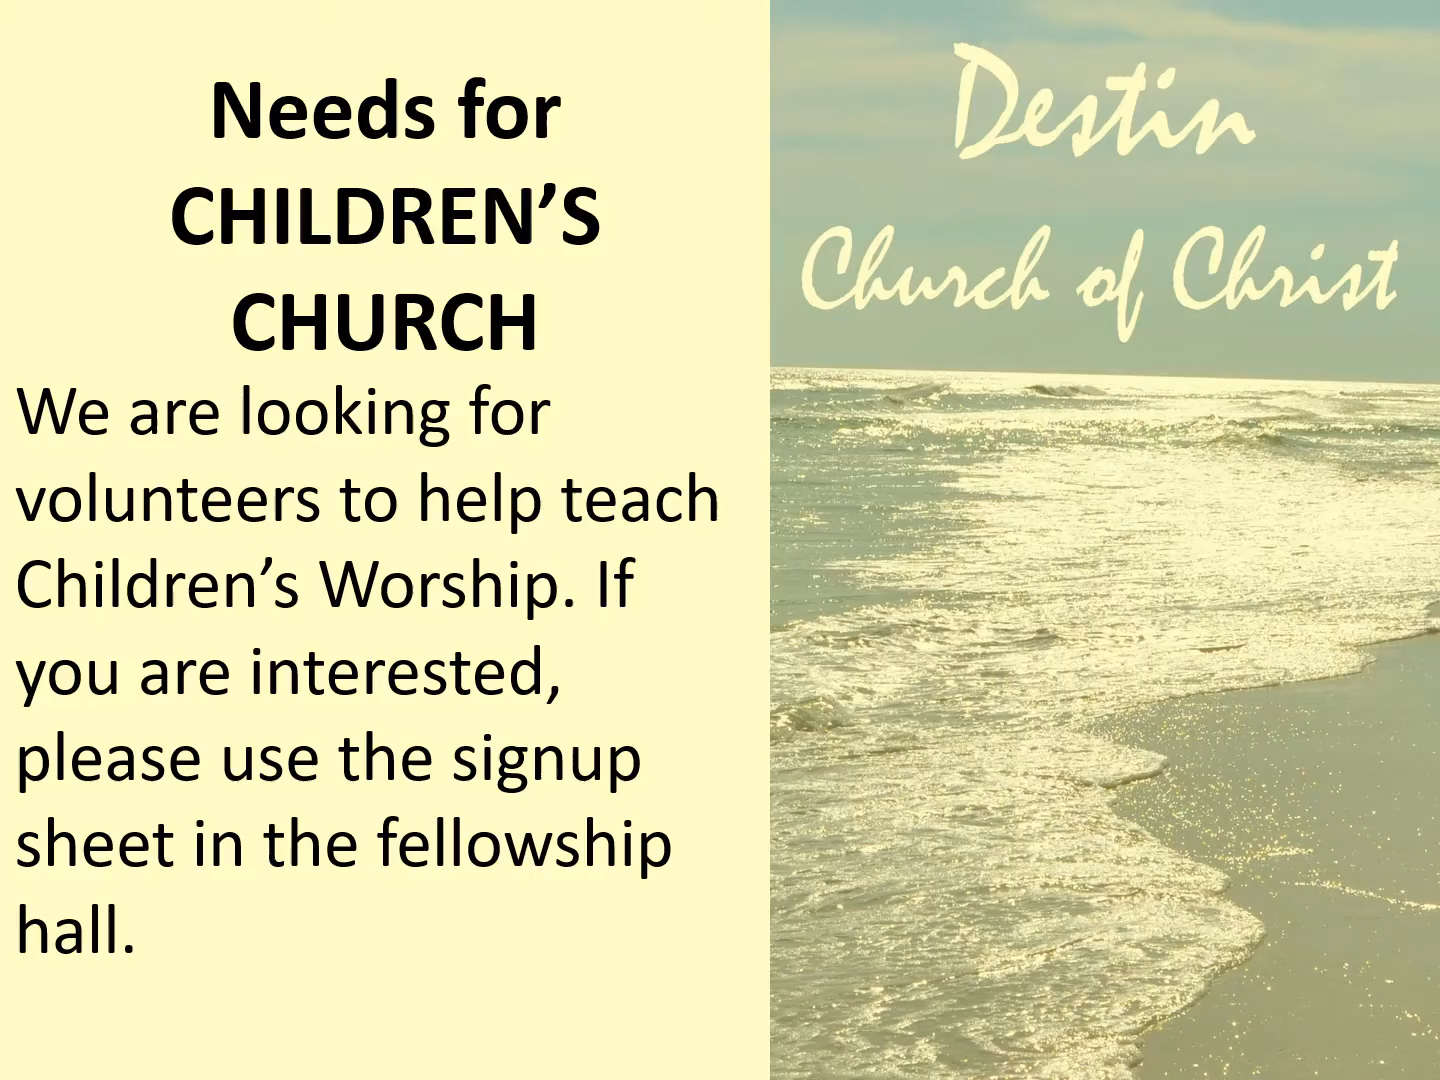 Needs for
CHILDREN’S
CHURCH
We are looking for
volunteers to help teach
Children’s Worship. If
you are interested,
please use the signup
sheet in the fellowship
hall.
Destin
Church of Christ